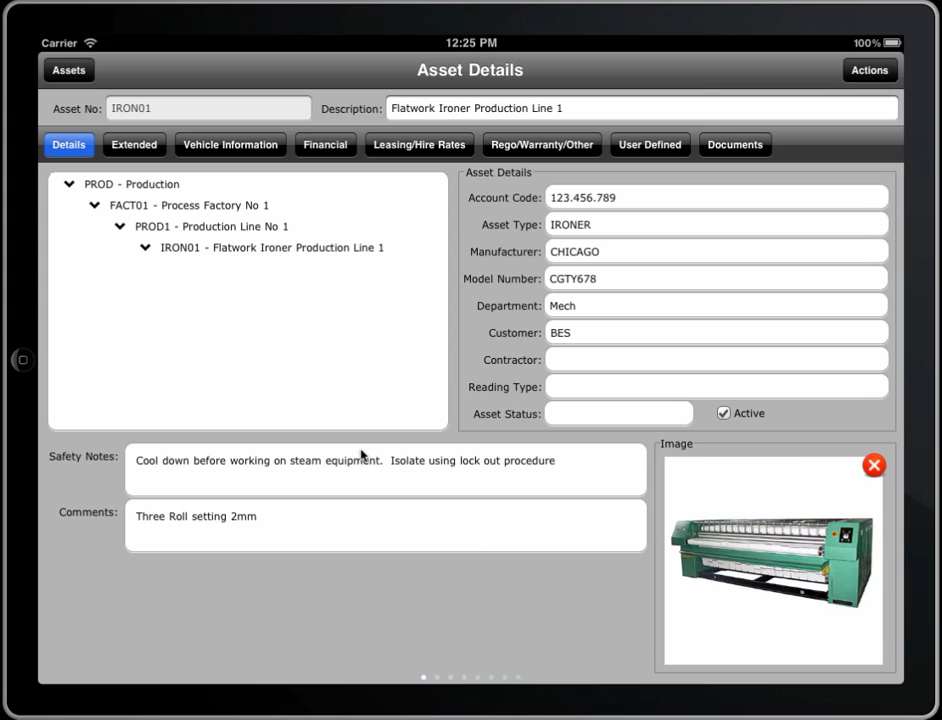 Carrier 12:25 PM 100%
Assets Asset Details Actions
Asset No: IRON01 Description: Flatwork Ironer Production Line 1
Details Extended Vehicle Information Financial Leasing/Hire Rates Rego/Warranty/Other User Defined Documents
PROD - Production
FACT01 - Process Factory No 1
PROD1 - Production Line No 1
IRON01 - Flatwork Ironer Production Line 1
Asset Details
Account Code: 123.456.789
Asset Type: IRONER
Manufacturer: CHICAGO
Model Number: CGTY678
Department: Mech
Customer: BES
Contractor:
Reading Type:
Asset Status: Active
Safety Notes: Cool down before working on steam equipment. Isolate using lock out procedure
Comments: Three Roll setting 2mm
Image